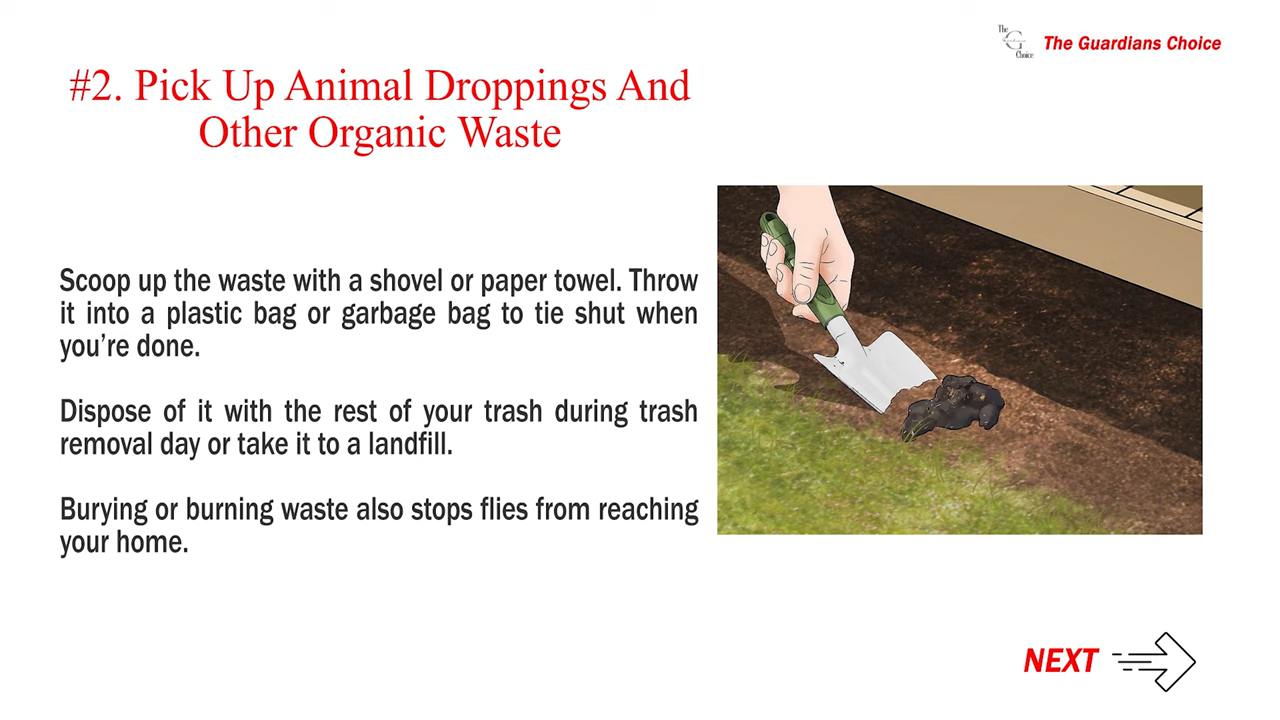 The
G
Choice
The Guardians Choice
#2. Pick Up Animal Droppings And
Other Organic Waste
Scoop up the waste with a shovel or paper towel. Throw
it into a plastic bag or garbage bag to tie shut when
you’re done.
Dispose of it with the rest of your trash during trash
removal day or take it to a landfill.
Burying or burning waste also stops flies from reaching
your home.
NEXT